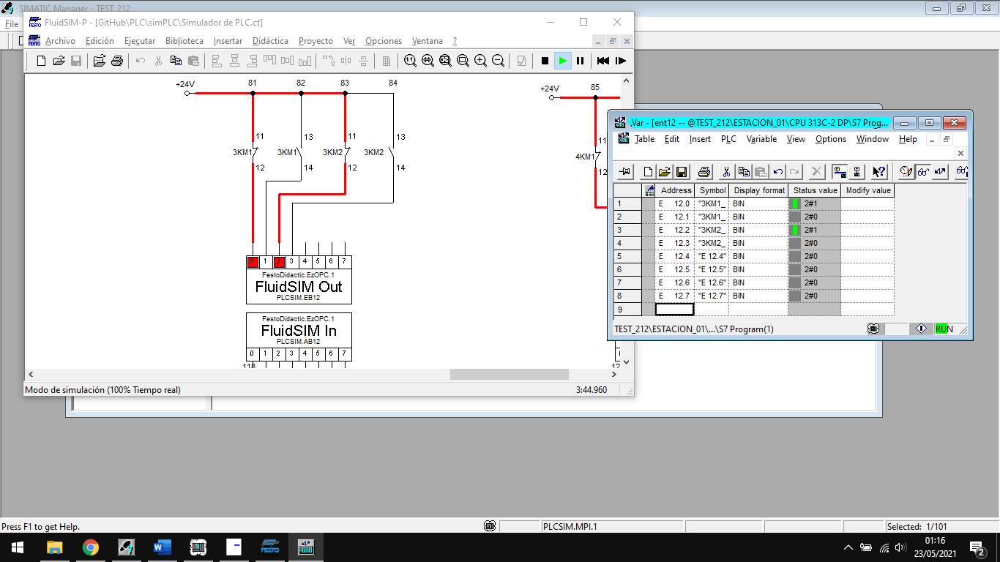 SIMATIC Manager - TEST 212
File
FluidSIM-P - [GitHub\PLC\simPLC\Simulador de PLC.ct]
Archivo Edición Ejecutar Biblioteca Insertar Didáctica Proyecto Ver Opciones Ventana ?
+24V 81 82 83 84
+24V 85
11 13 11 13
11
3KM1 3KM1 3KM2 3KM2
4KM1
12 14 12 14
12
0 1 2 3 4 5 6 7
FestoDidactic.EzOPC.1
FluidSIM Out
PLCSIM.EB12
FestoDidactic.EzOPC.1
FluidSIM In
PLCSIM.AB12
0 1 2 3 4 5 6 7
118
12
Modo de simulación (100% Tiempo real) 3:44.960
Var - [ent12 -- @TEST_212\ESTACION_01\CPU 313C-2 DP\S7 Prog...
Table Edit Insert PLC Variable View Options Window Help
Address Symbol Display format Status value Modify value
1 E 12.0 "3KM1_ BIN 2#1
2 E 12.1 "3KM1_ BIN 2#0
3 E 12.2 "3KM2_ BIN 2#1
4 E 12.3 "3KM2_ BIN 2#0
5 E 12.4 "E 12.4" BIN 2#0
6 E 12.5 "E 12.5" BIN 2#0
7 E 12.6 "E 12.6" BIN 2#0
8 E 12.7 "E 12.7" BIN 2#0
9
TEST_212\ESTACION_01\...\S7 Program(1) RUN
Press F1 to get Help. PLCSIM.MPI.1 Selected: 1/101
FESTO
01:16
23/05/2021
2